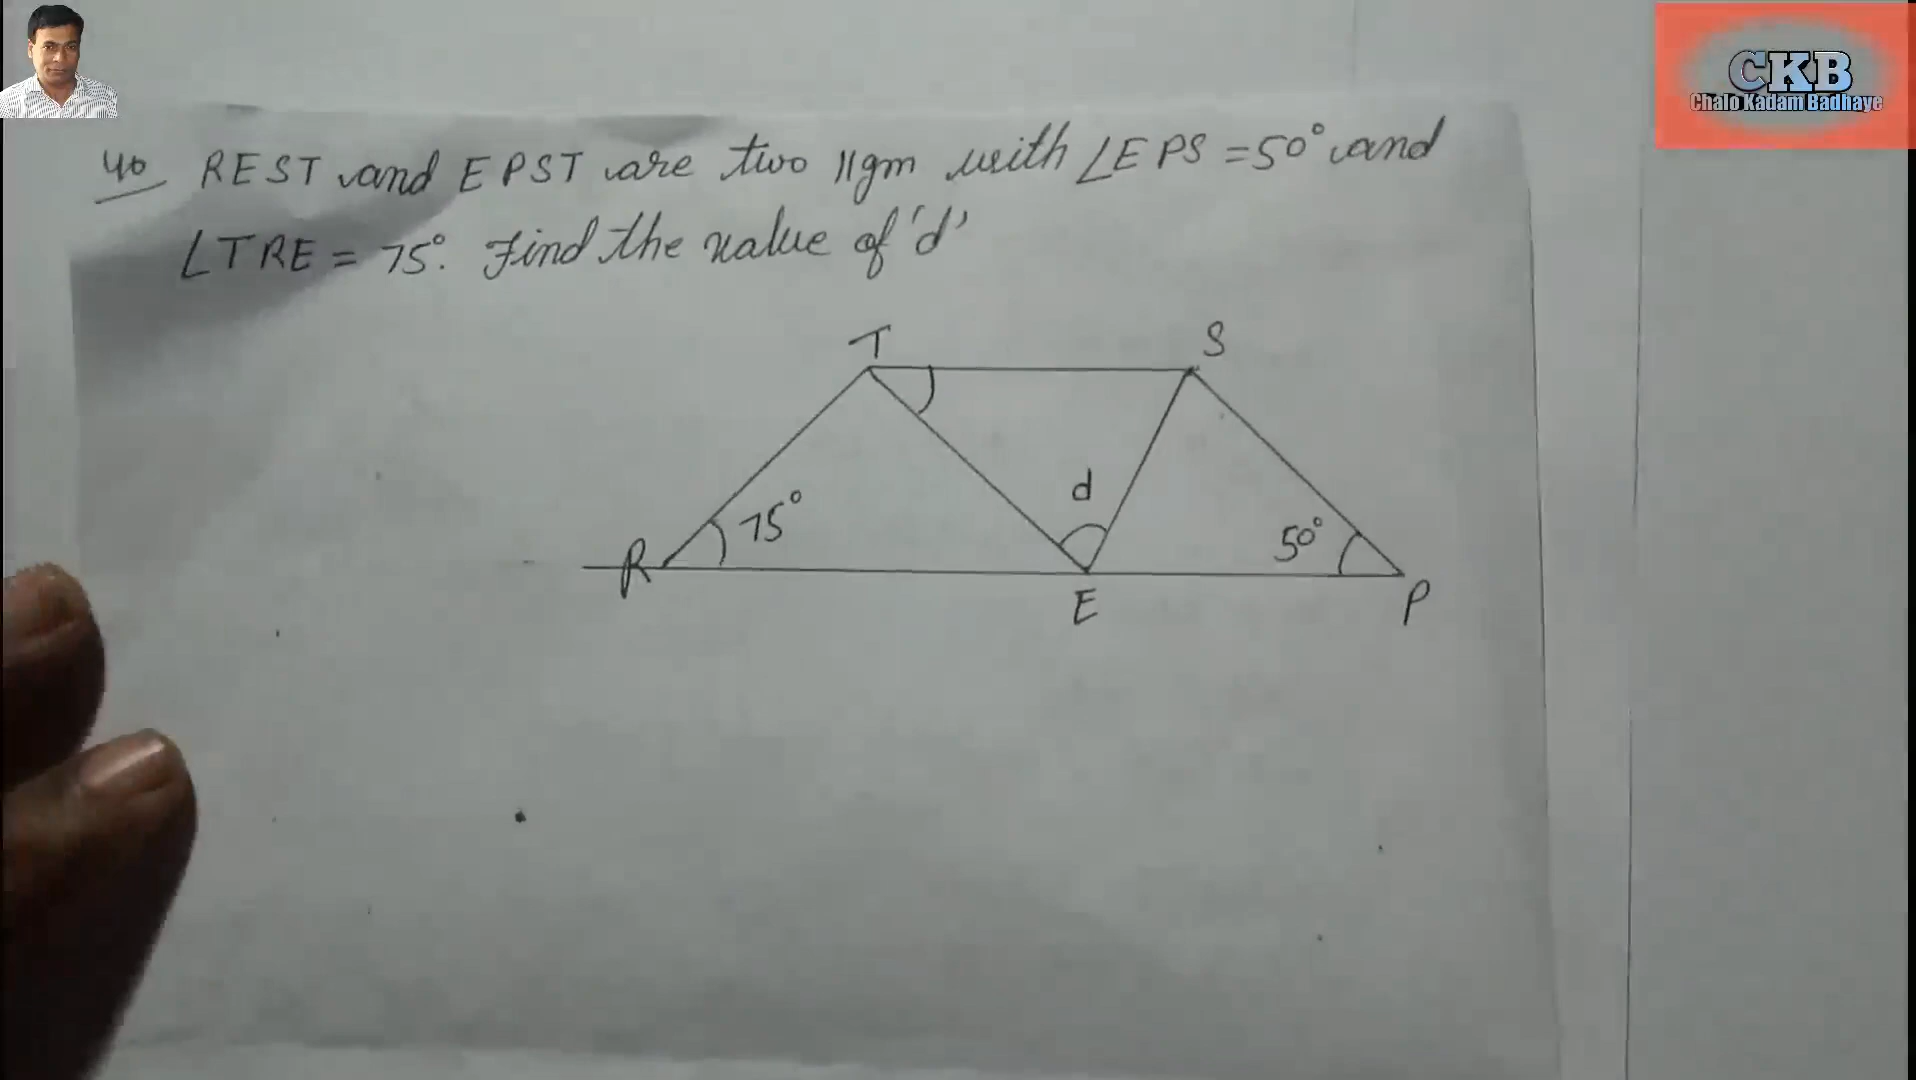 CKB
Chalo Kadam Badhaye
40 REST and EPST are two ||gm with ∠EPS = 50° and
∠TRE = 75°. Find the value of 'd'
T
S
d
75°
50°
R
E
P